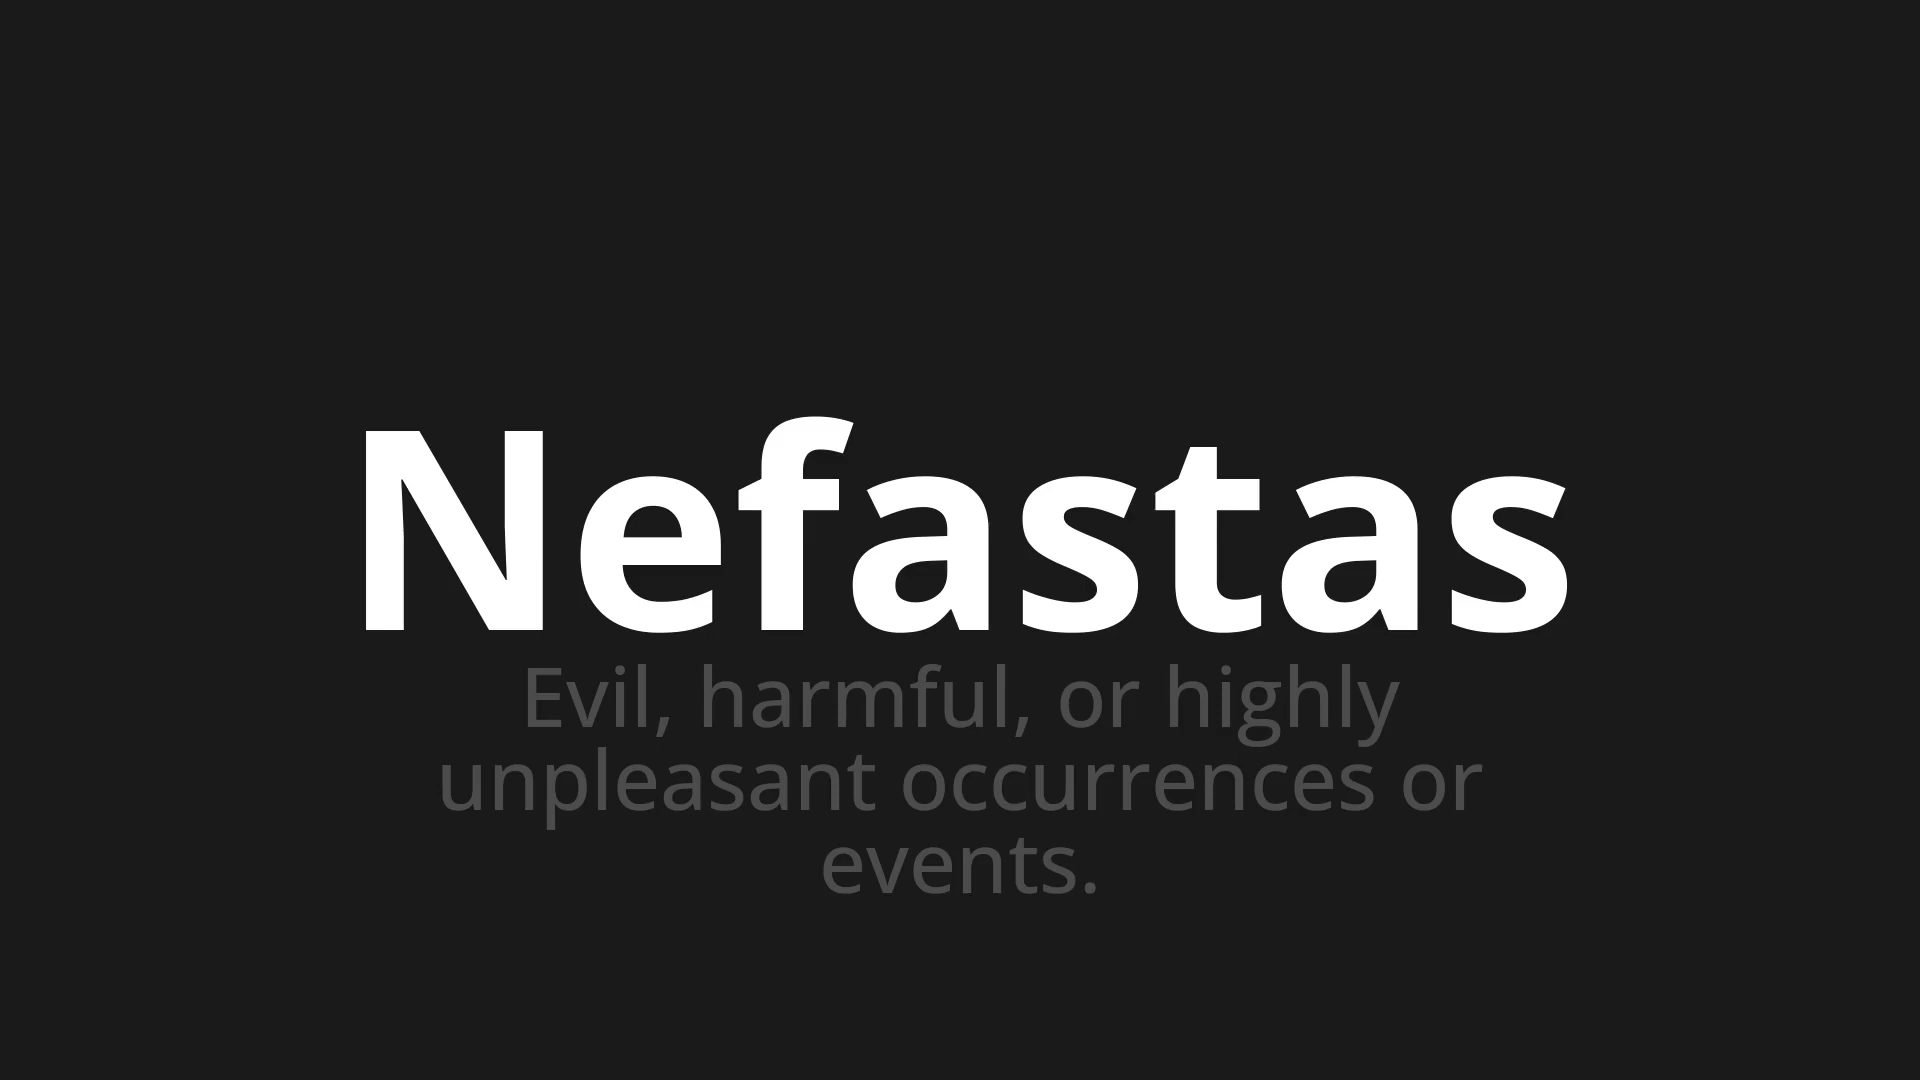 Nefastas
Evil, harmful, or highly
unpleasant occurrences or
events.